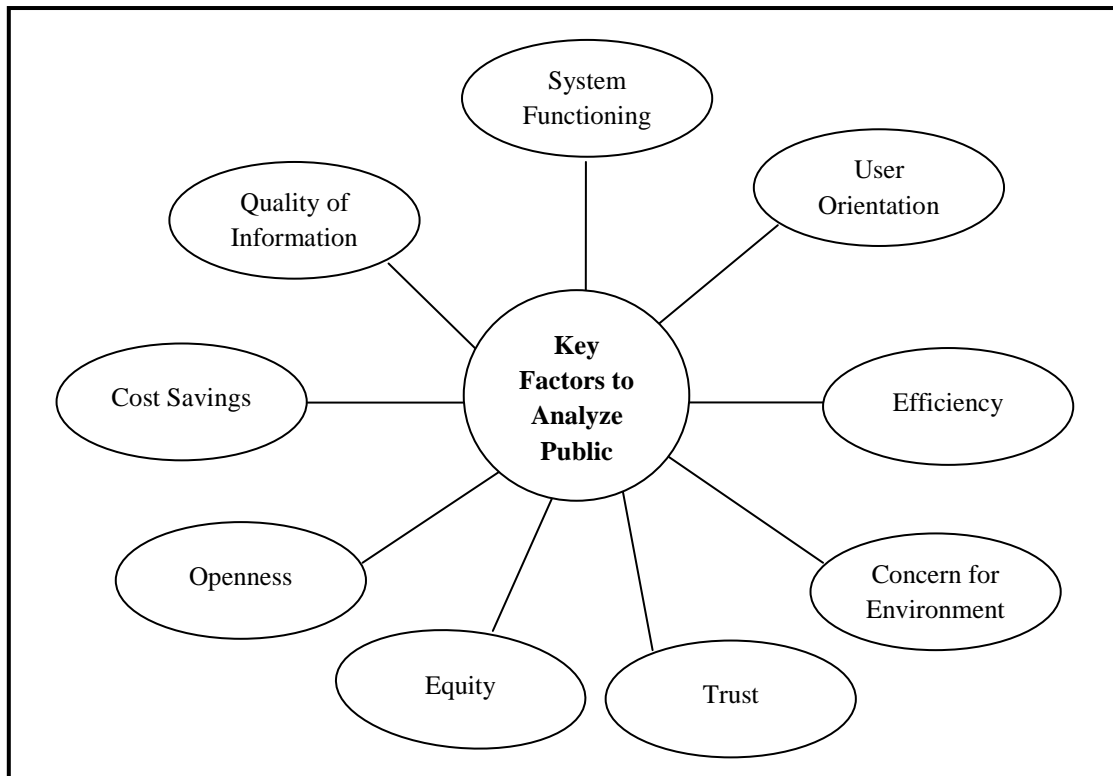 System
Functioning
User
Orientation
Quality of
Information
Key
Factors to
Analyze
Public
Cost Savings
Efficiency
Openness
Concern for
Environment
Equity
Trust